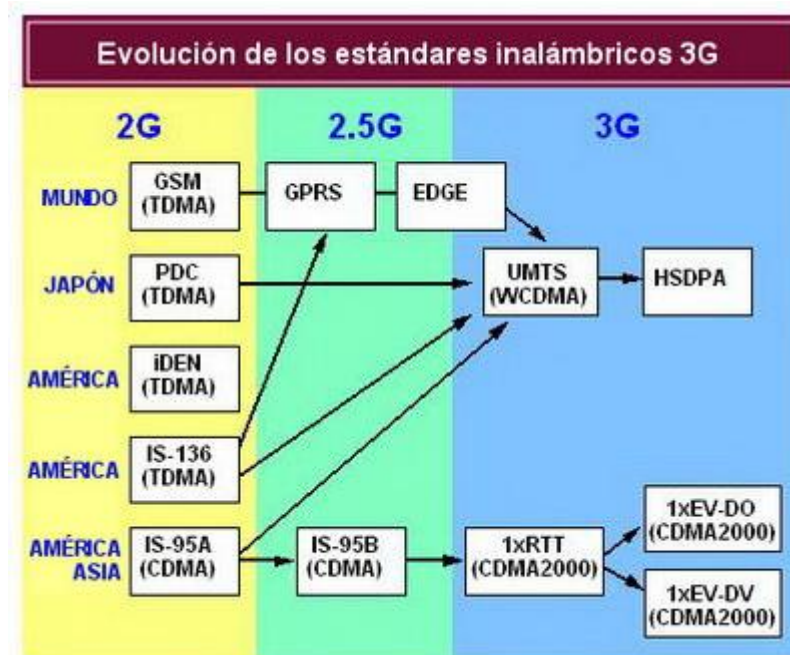 Evolución de los estándares inalámbricos 3G
2G
2.5G
3G
MUNDO
GSM
(TDMA)
GPRS
EDGE
JAPÓN
PDC
(TDMA)
UMTS
(WCDMA)
HSDPA
AMÉRICA
iDEN
(TDMA)
AMÉRICA
IS-136
(TDMA)
AMÉRICA
ASIA
IS-95A
(CDMA)
IS-95B
(CDMA)
1xRTT
(CDMA2000)
1xEV-DO
(CDMA2000)
1xEV-DV
(CDMA2000)